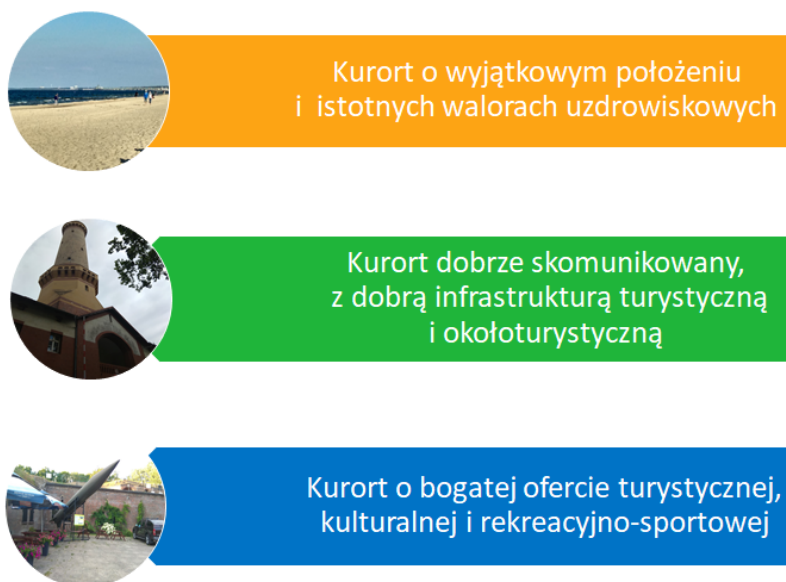 Kurort o wyjątkowym położeniu
i istotnych walorach uzdrowiskowych
Kurort dobrze skomunikowany,
z dobrą infrastrukturą turystyczną
i okołoturystyczną
Kurort o bogatej ofercie turystycznej,
kulturalnej i rekreacyjno-sportowej